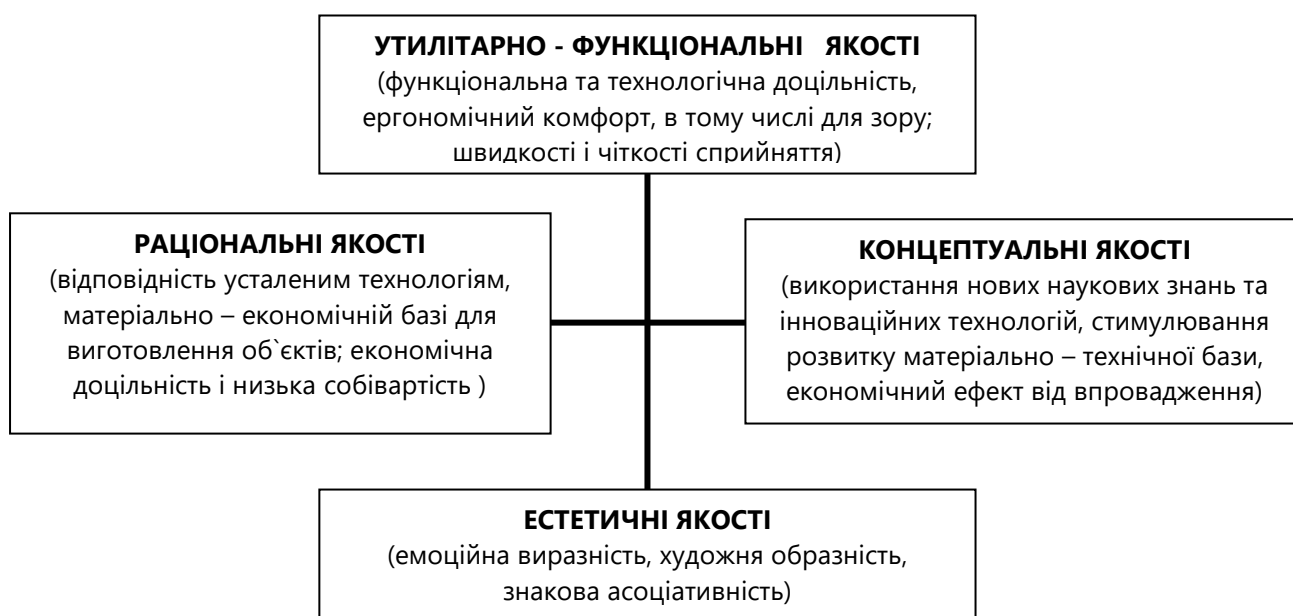 УТИЛІТАРНО - ФУНКЦІОНАЛЬНІ ЯКОСТІ
(функціональна та технологічна доцільність,
ергономічний комфорт, в тому числі для зору;
швидкості і чіткості сприйняття)
РАЦІОНАЛЬНІ ЯКОСТІ
(відповідність усталеним технологіям,
матеріально – економічній базі для
виготовлення об`єктів; економічна
доцільність і низька собівартість )
КОНЦЕПТУАЛЬНІ ЯКОСТІ
(використання нових наукових знань та
інноваційних технологій, стимулювання
розвитку матеріально – технічної бази,
економічний ефект від впровадження)
ЕСТЕТИЧНІ ЯКОСТІ
(емоційна виразність, художня образність,
знакова асоціативність)